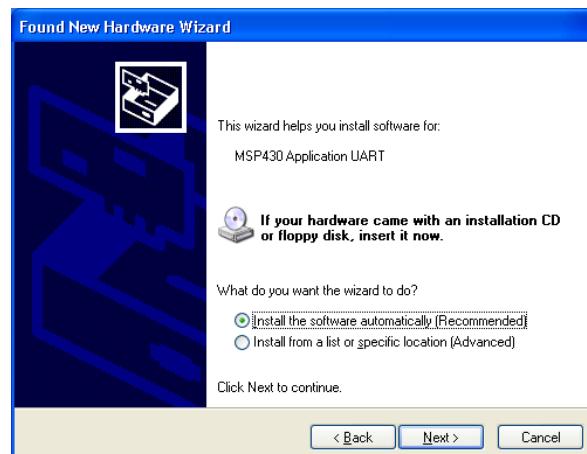 Found New Hardware Wizard
This wizard helps you install software for:
MSP430 Application UART
If your hardware came with an installation CD
or floppy disk, insert it now.
What do you want the wizard to do?
Install the software automatically (Recommended)
Install from a list or specific location (Advanced)
Click Next to continue.
< Back
Next >
Cancel